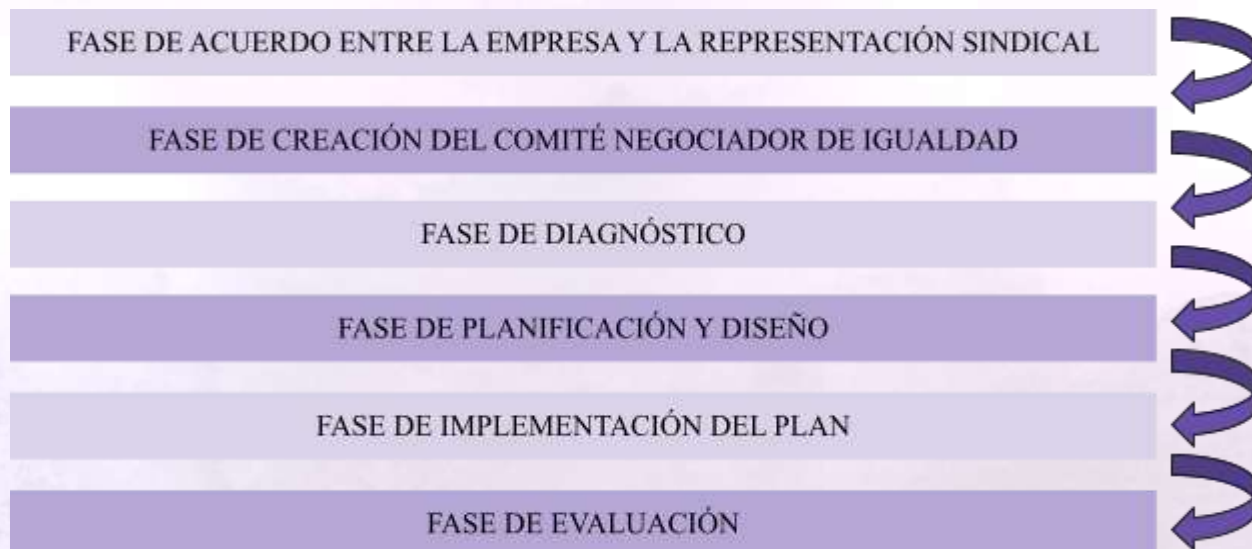 FASE DE ACUERDO ENTRE LA EMPRESA Y LA REPRESENTACIÓN SINDICAL
FASE DE CREACIÓN DEL COMITÉ NEGOCIADOR DE IGUALDAD
FASE DE DIAGNÓSTICO
FASE DE PLANIFICACIÓN Y DISEÑO
FASE DE IMPLEMENTACIÓN DEL PLAN
FASE DE EVALUACIÓN